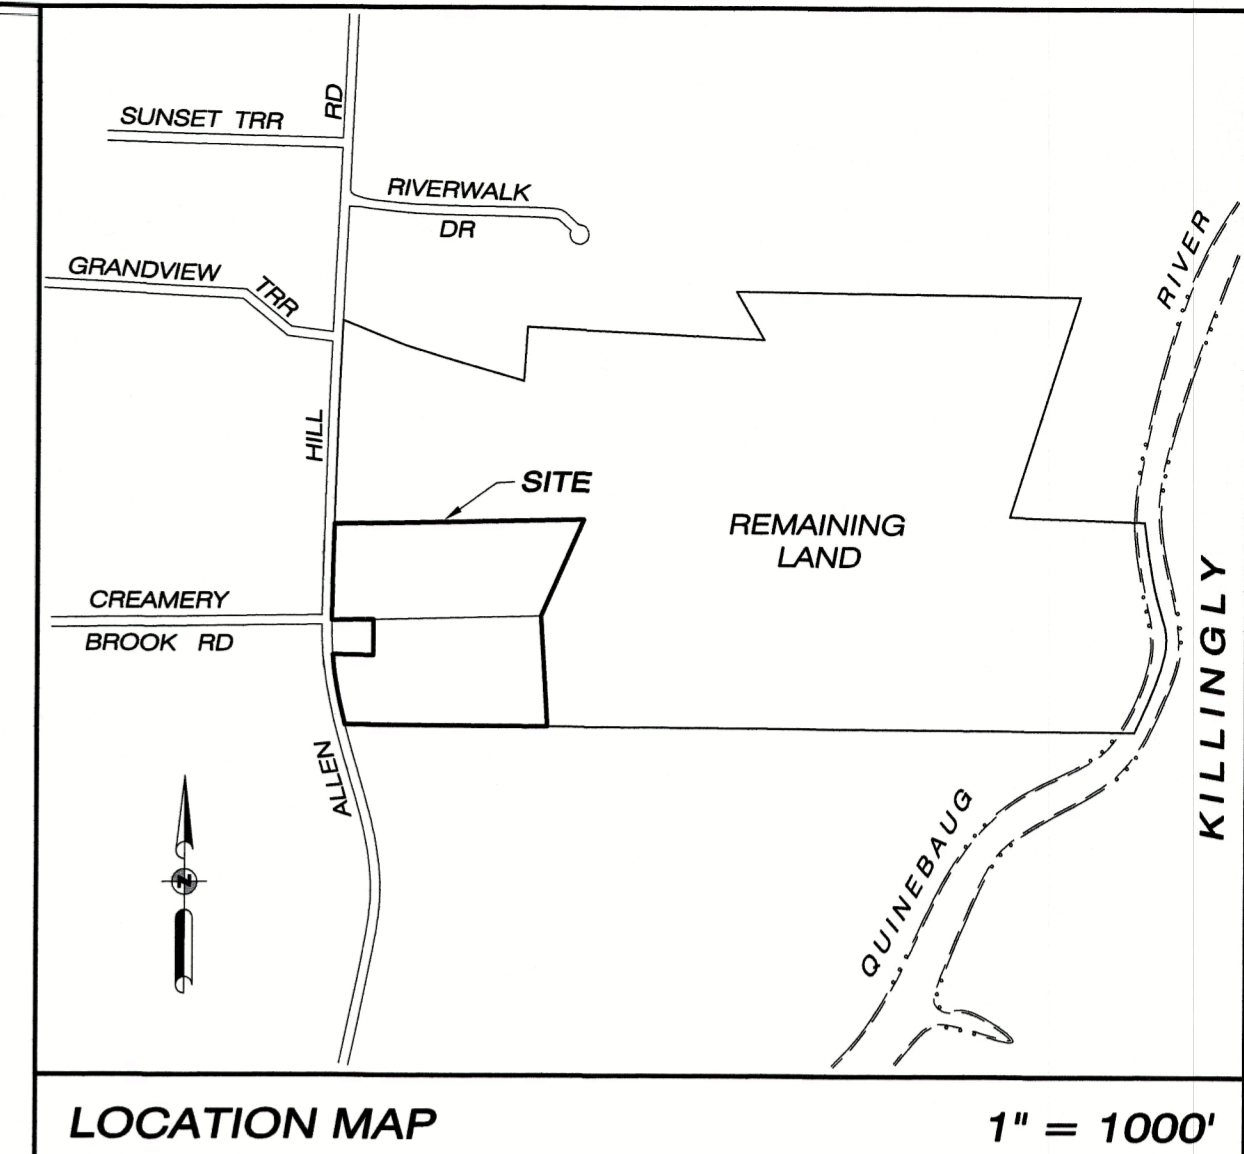 SUNSET TRR
RD
RIVERWALK
DR
GRANDVIEW
TRR
RIVER
HILL
SITE
REMAINING
LAND
CREAMERY
BROOK RD
KILLINGLY
ALLEN
QUINEBAUG
N
LOCATION MAP
1" = 1000'